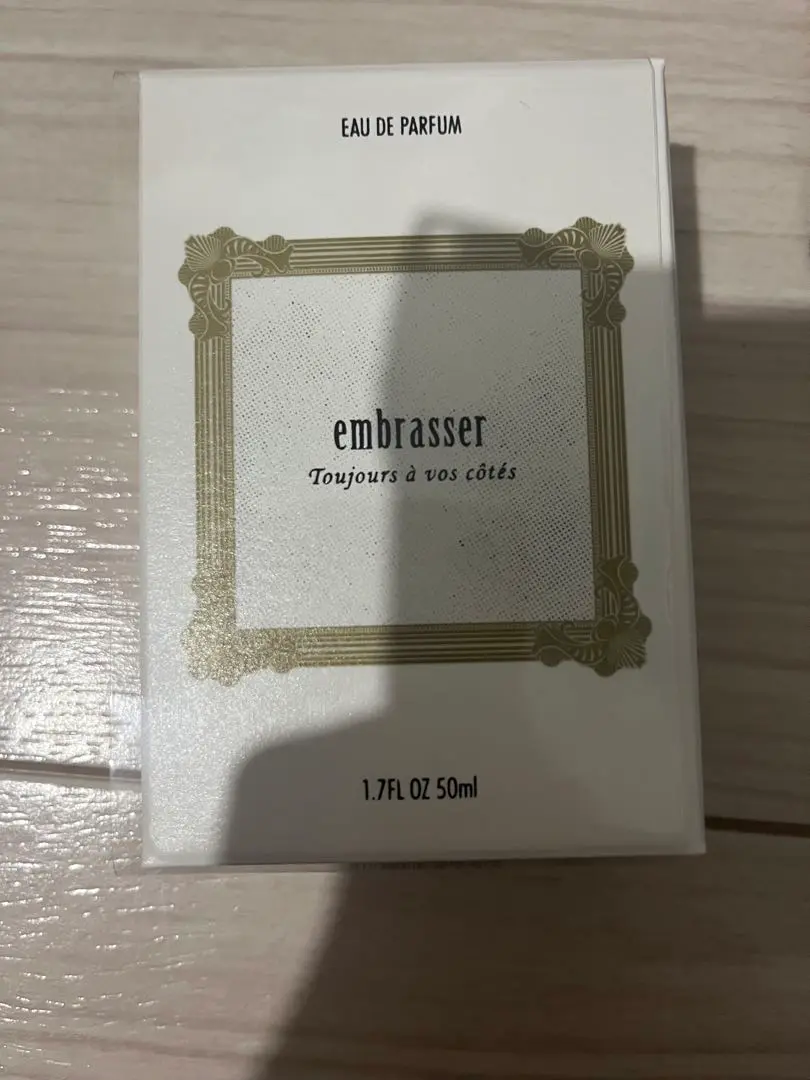 EAU DE PARFUM
embrasser
Toujours à vos côtés
1.7FL OZ 50ml